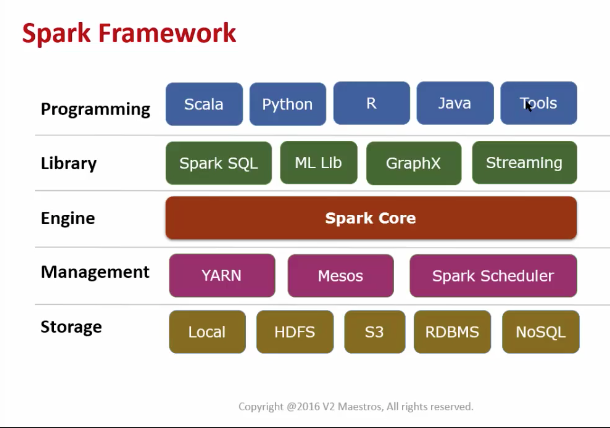 Spark Framework
Programming Scala Python R Java Tools
Library Spark SQL ML Lib GraphX Streaming
Engine Spark Core
Management YARN Mesos Spark Scheduler
Storage Local HDFS S3 RDBMS NoSQL
Copyright @2016 V2 Maestros, All rights reserved.